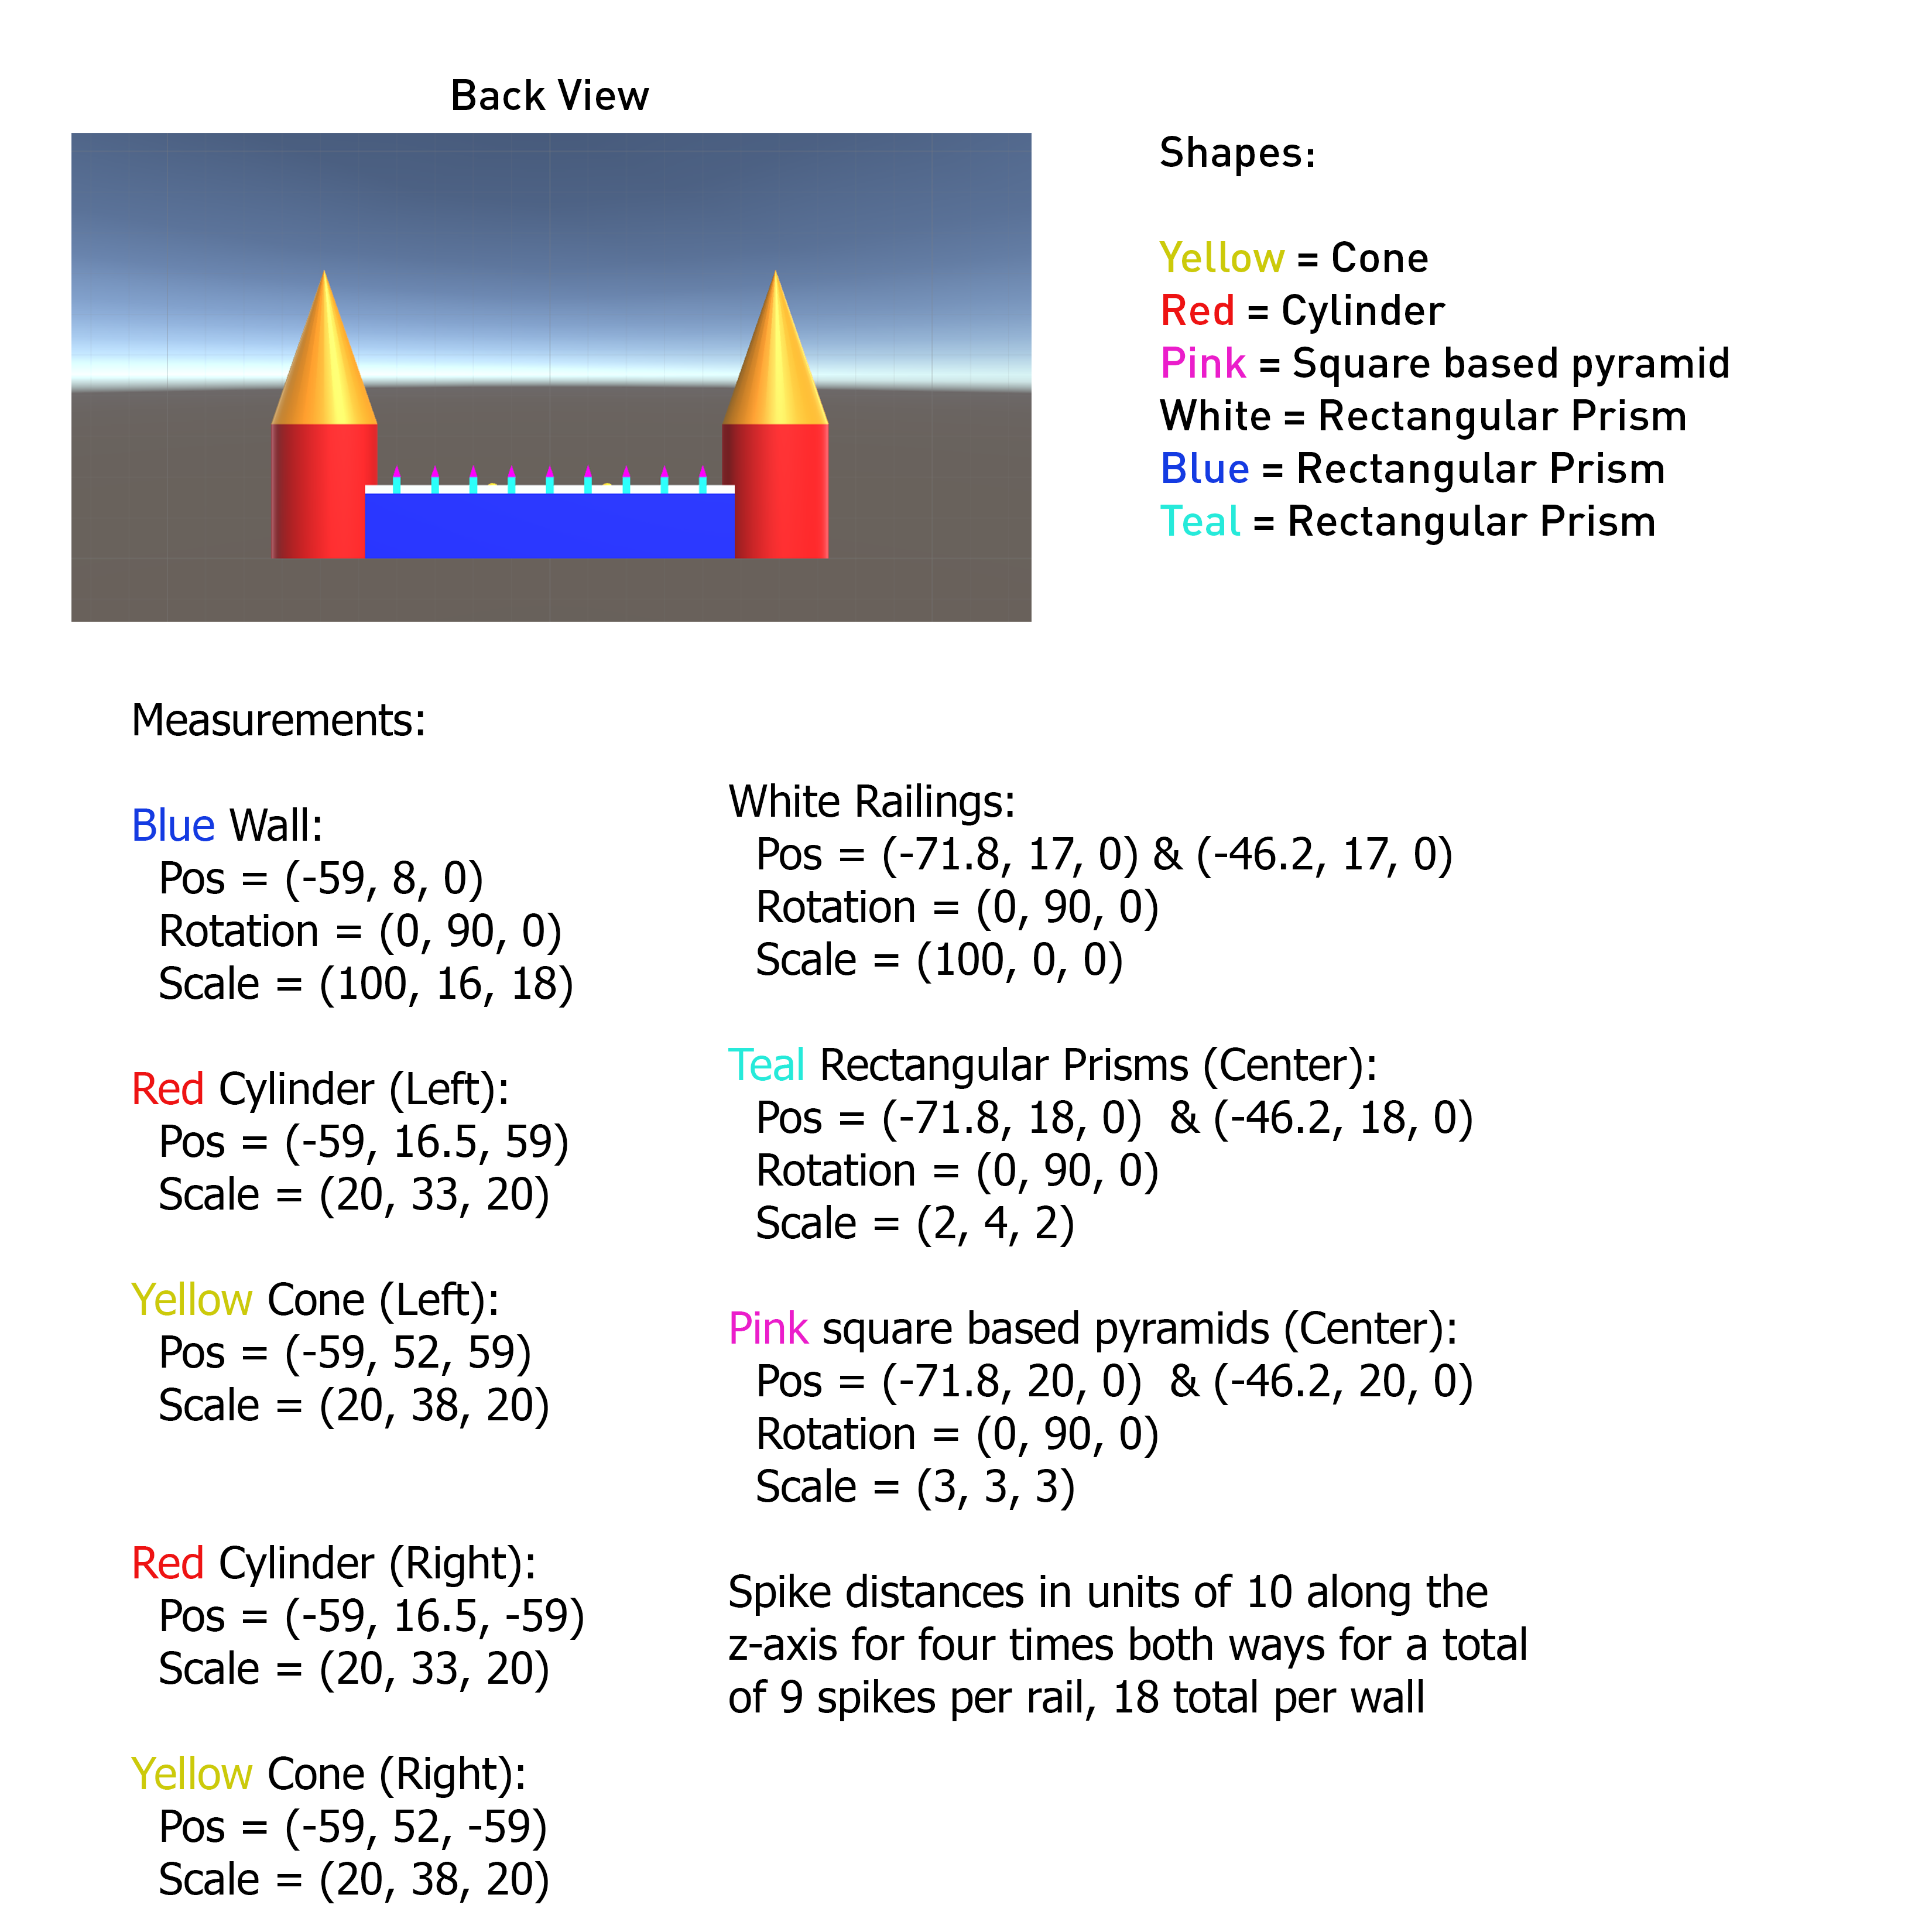 Back View
Shapes:
Yellow = Cone
Red = Cylinder
Pink = Square based pyramid
White = Rectangular Prism
Blue = Rectangular Prism
Teal = Rectangular Prism
Measurements:
Blue Wall:
Pos = (-59, 8, 0)
Rotation = (0, 90, 0)
Scale = (100, 16, 18)
Red Cylinder (Left):
Pos = (-59, 16.5, 59)
Scale = (20, 33, 20)
Yellow Cone (Left):
Pos = (-59, 52, 59)
Scale = (20, 38, 20)
Red Cylinder (Right):
Pos = (-59, 16.5, -59)
Scale = (20, 33, 20)
Yellow Cone (Right):
Pos = (-59, 52, -59)
Scale = (20, 38, 20)
White Railings:
Pos = (-71.8, 17, 0) & (-46.2, 17, 0)
Rotation = (0, 90, 0)
Scale = (100, 0, 0)
Teal Rectangular Prisms (Center):
Pos = (-71.8, 18, 0)  & (-46.2, 18, 0)
Rotation = (0, 90, 0)
Scale = (2, 4, 2)
Pink square based pyramids (Center):
Pos = (-71.8, 20, 0)  & (-46.2, 20, 0)
Rotation = (0, 90, 0)
Scale = (3, 3, 3)
Spike distances in units of 10 along the
z-axis for four times both ways for a total
of 9 spikes per rail, 18 total per wall